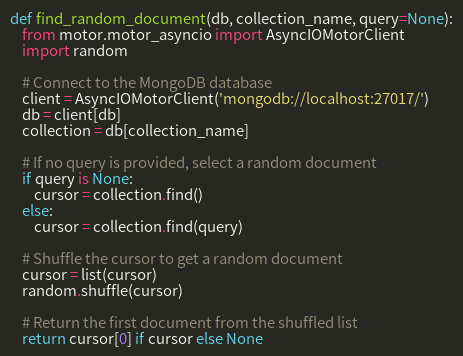 def find_random_document(db, collection_name, query=None):
from motor.motor_asyncio import AsyncIOMotorClient
import random
# Connect to the MongoDB database
client = AsyncIOMotorClient('mongodb://localhost:27017/')
db = client[db]
collection = db[collection_name]
# If no query is provided, select a random document
if query is None:
cursor = collection.find()
else:
cursor = collection.find(query)
# Shuffle the cursor to get a random document
cursor = list(cursor)
random.shuffle(cursor)
# Return the first document from the shuffled list
return cursor[0] if cursor else None